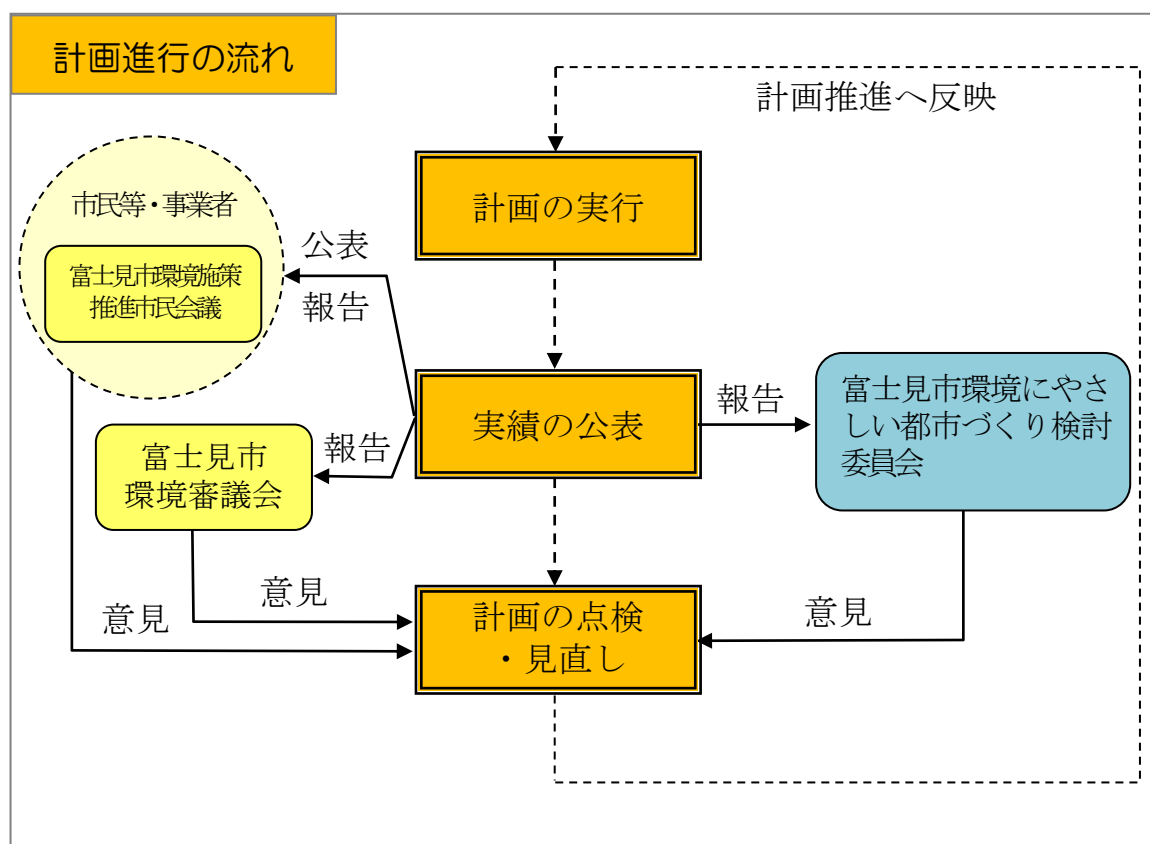 計画進行の流れ
計画推進へ反映
計画の実行
市民等・事業者
富士見市環境施策
推進市民会議
公表
報告
実績の公表
報告
富士見市環境にやさ
しい都市づくり検討
委員会
報告
富士見市
環境審議会
意見
意見
計画の点検
・見直し
意見